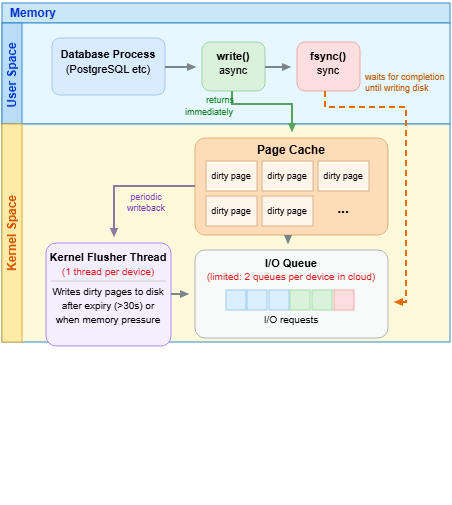 Memory
User Space
Database Process
(PostgreSQL etc)
write()
async
fsync()
sync
waits for completion
until writing disk
returns
immediately
Kernel Space
Page Cache
dirty page
dirty page
dirty page
dirty page
dirty page
...
periodic
writeback
Kernel Flusher Thread
(1 thread per device)
Writes dirty pages to disk
after expiry (>30s) or
when memory pressure
I/O Queue
(limited: 2 queues per device in cloud)
I/O requests